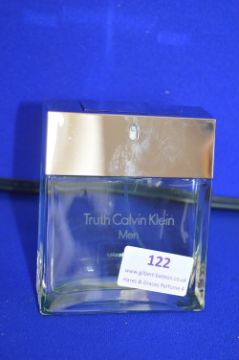 Truth Calvin Klein
Men
122
www.gilbert-baitson.co.uk